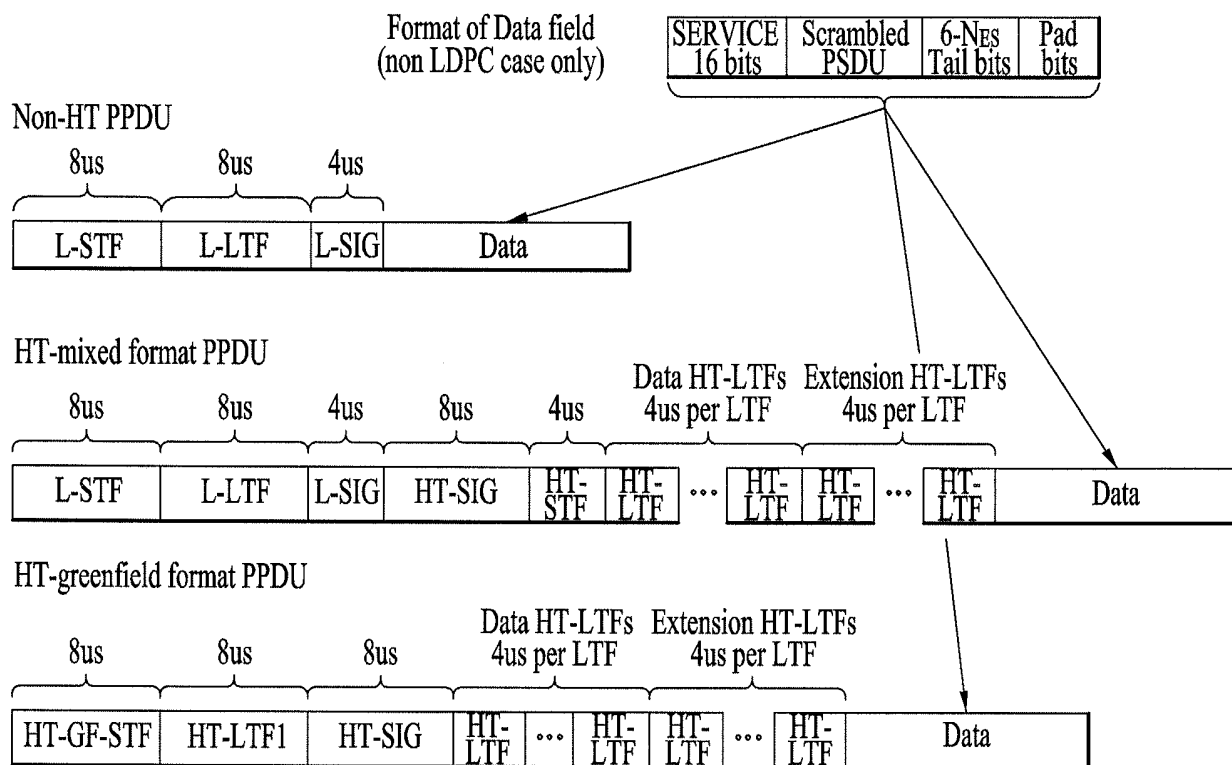 Format of Data field
(non LDPC case only)
SERVICE
16 bits
Scrambled
PSDU
6-NES
Tail bits
Pad
bits
Non-HT PPDU
8us 8us 4us
L-STF L-LTF L-SIG Data
HT-mixed format PPDU
Data HT-LTFs
4us per LTF
Extension HT-LTFs
4us per LTF
8us 8us 4us 8us 4us
L-STF L-LTF L-SIG HT-SIG
HT-
STF
HT-
LTF
...
HT-
LTF
HT-
LTF
...
HT-
LTF
Data
HT-greenfield format PPDU
Data HT-LTFs
4us per LTF
Extension HT-LTFs
4us per LTF
8us 8us 8us
HT-GF-STF HT-LTF1 HT-SIG
HT-
LTF
...
HT-
LTF
HT-
LTF
...
HT-
LTF
Data